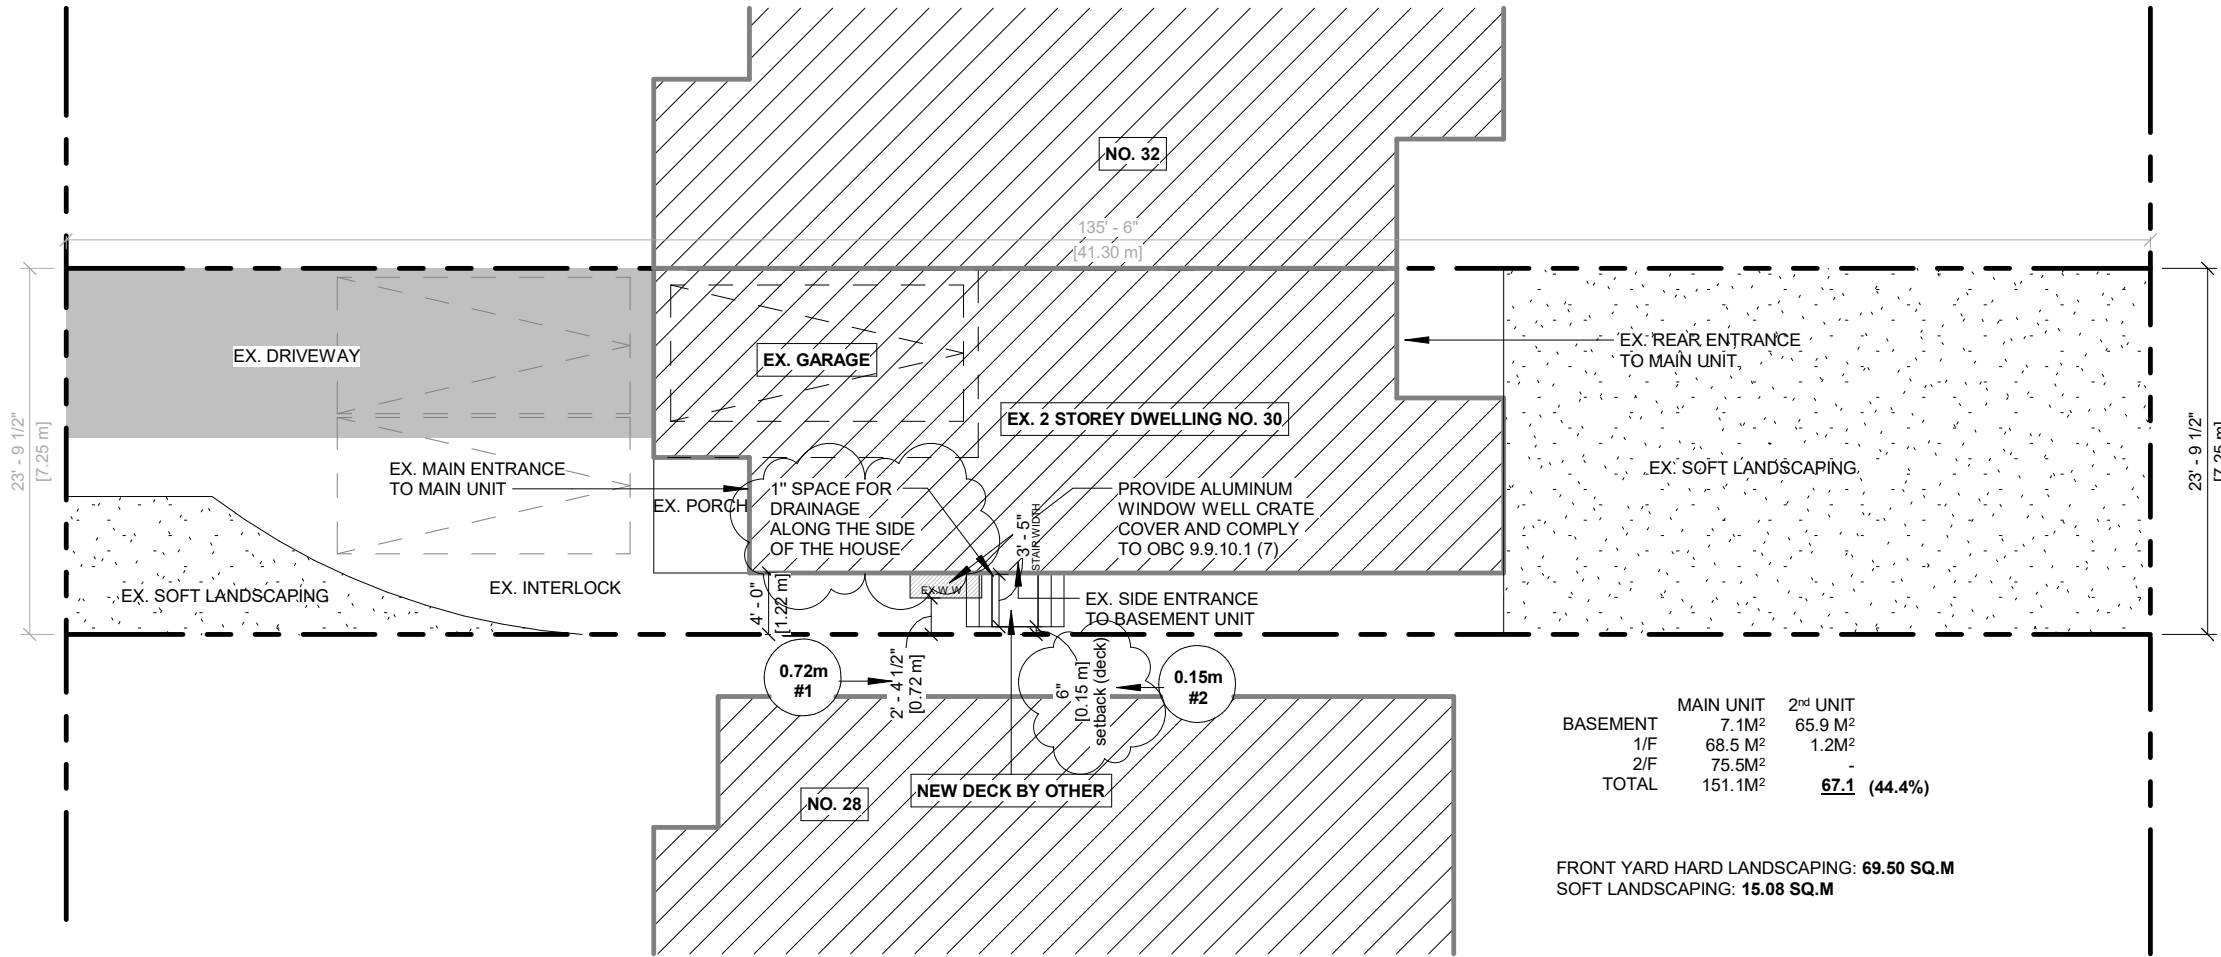 NO. 32
135' - 6"
[41.30 m]
EX. DRIVEWAY
EX. GARAGE
EX. REAR ENTRANCE
TO MAIN UNIT
EX. 2 STOREY DWELLING NO. 30
23' - 9 1/2"
[7.25 m]
23' - 9 1/2"
[7.25 m]
EX. MAIN ENTRANCE
TO MAIN UNIT
EX. PORCH
1" SPACE FOR
DRAINAGE
ALONG THE SIDE
OF THE HOUSE
3' - 5"
STAIR WIDTH
PROVIDE ALUMINUM
WINDOW WELL CRATE
COVER AND COMPLY
TO OBC 9.9.10.1 (7)
EX. SOFT LANDSCAPING
EX. SOFT LANDSCAPING
EX. INTERLOCK
4' - 0"
[1.22 m]
EX.W.W
EX. SIDE ENTRANCE
TO BASEMENT UNIT
0.72m
#1
2' - 4 1/2"
[0.72 m]
6"
[0.15 m]
setback (deck)
0.15m
#2
NEW DECK BY OTHER
NO. 28
MAIN UNIT 2nd UNIT
BASEMENT 7.1M² 65.9 M²
1/F 68.5 M² 1.2M²
2/F 75.5M² -
TOTAL 151.1M² 67.1 (44.4%)
FRONT YARD HARD LANDSCAPING: 69.50 SQ.M
SOFT LANDSCAPING: 15.08 SQ.M